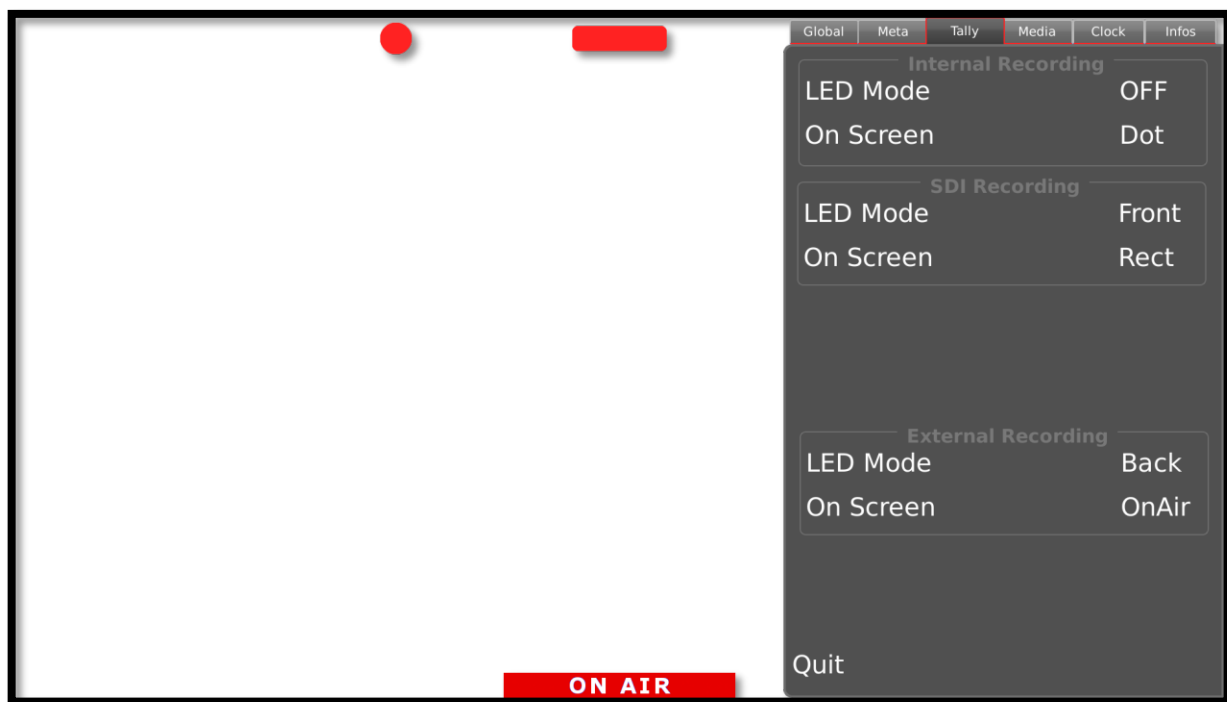 Global Meta Tally Media Clock Infos
Internal Recording
LED Mode OFF
On Screen Dot
SDI Recording
LED Mode Front
On Screen Rect
External Recording
LED Mode Back
On Screen OnAir
Quit
ON AIR